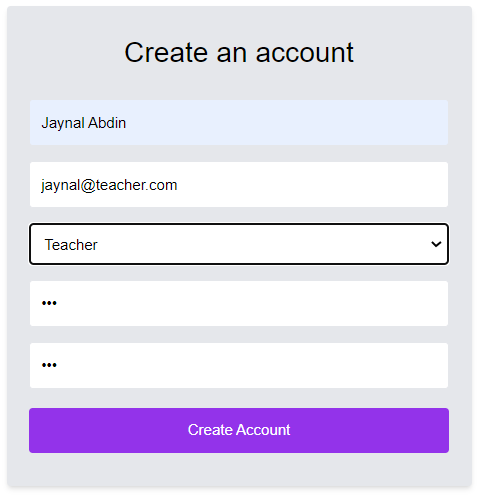 Create an account
Jaynal Abdin
jaynal@teacher.com
Teacher
•••
•••
Create Account